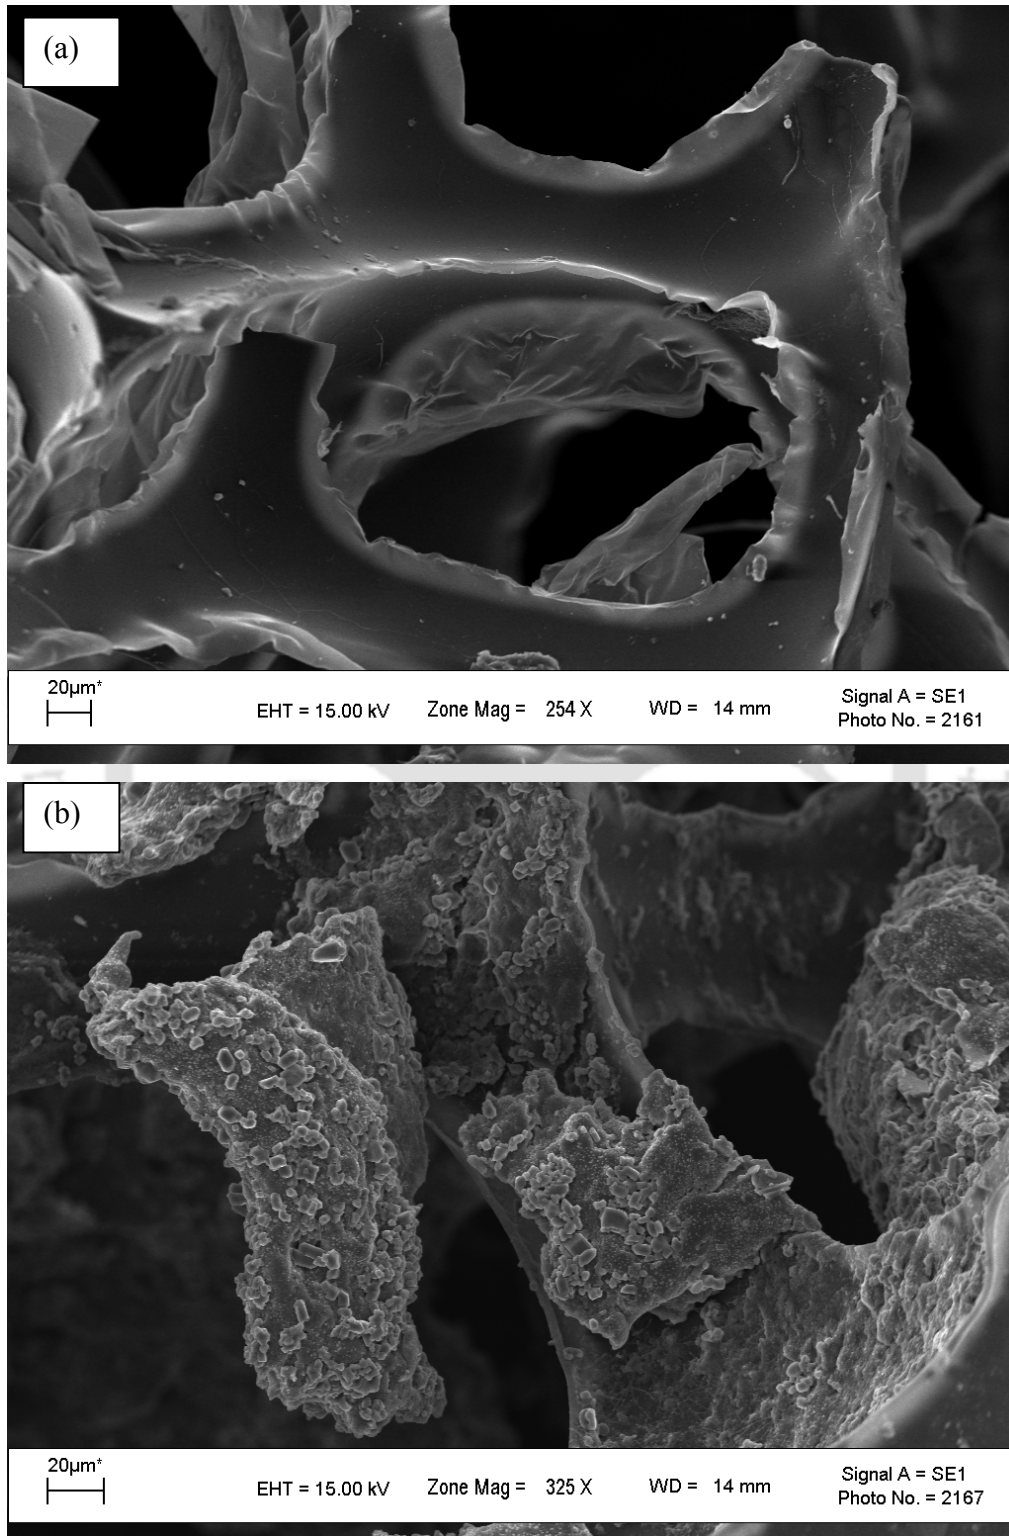 (a)
20µm*
EHT = 15.00 kV Zone Mag = 254 X WD = 14 mm Signal A = SE1
Photo No. = 2161
(b)
20µm*
EHT = 15.00 kV Zone Mag = 325 X WD = 14 mm Signal A = SE1
Photo No. = 2167